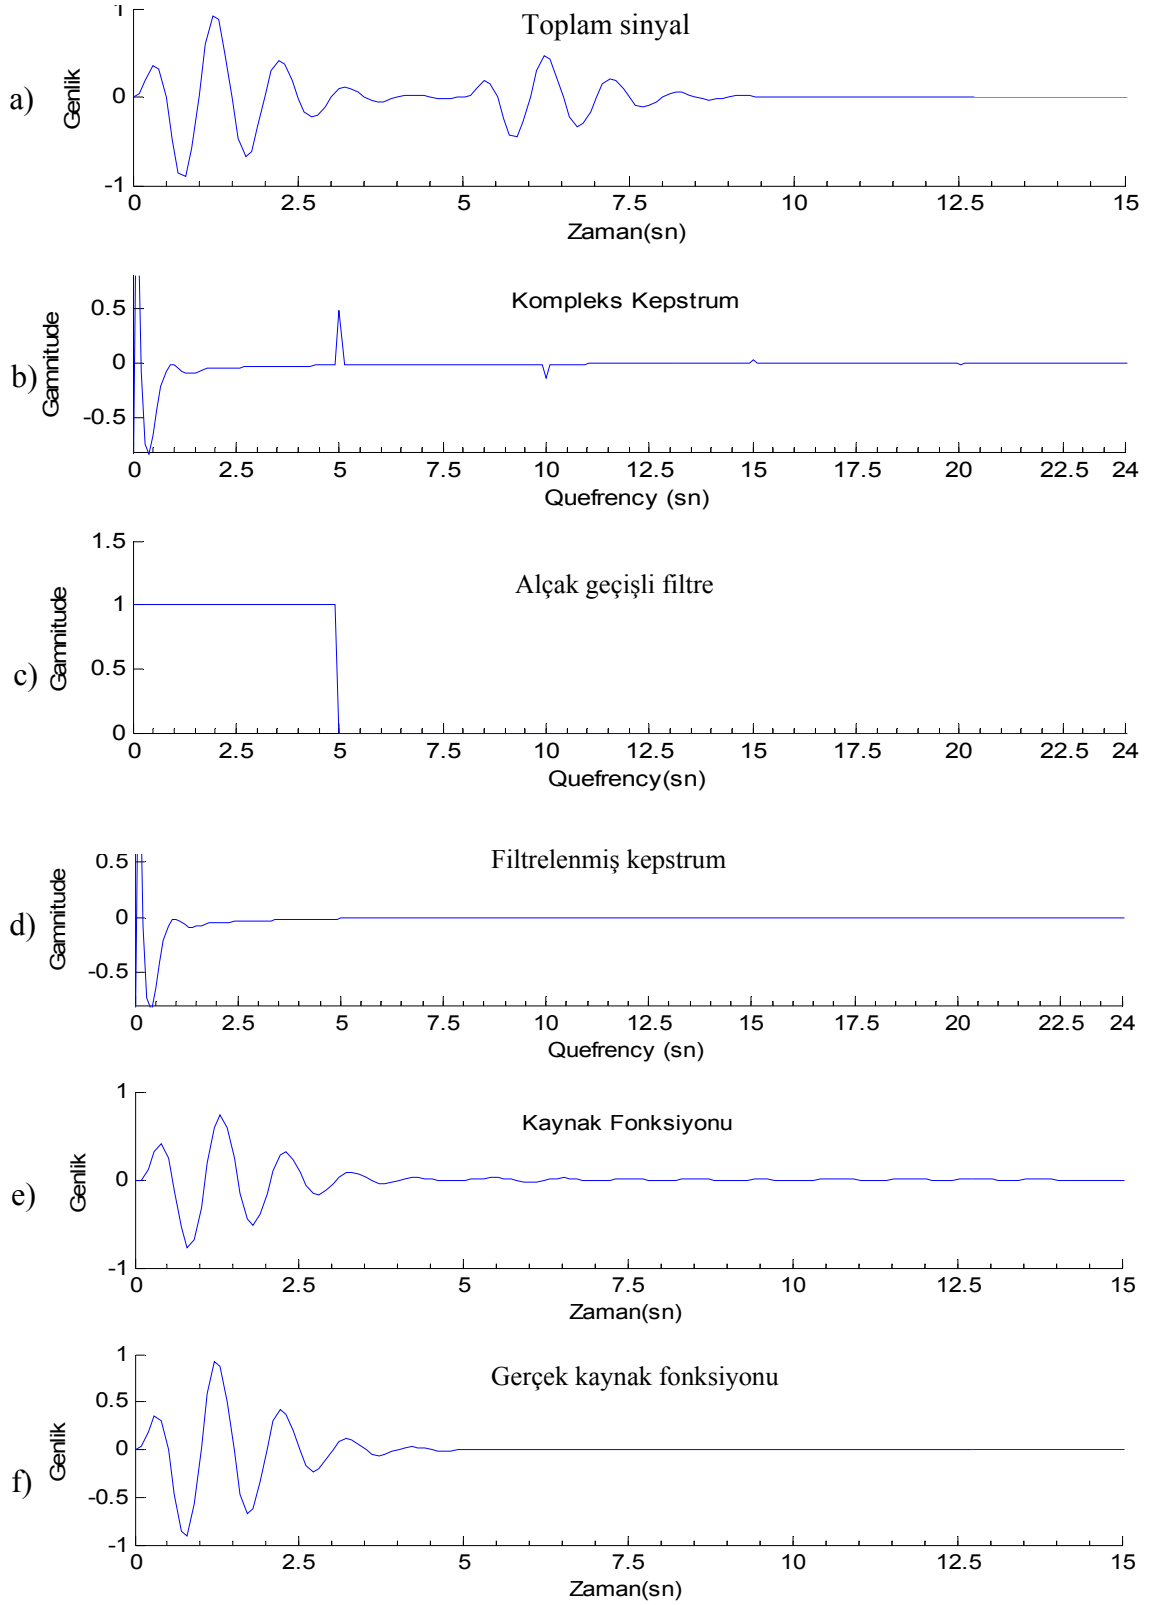 Toplam sinyal
a)
Genlik
1
0
-1
0 2.5 5 7.5 10 12.5 15
Zaman(sn)
Kompleks Kepstrum
b)
Gamnitude
0.5
0
-0.5
0 2.5 5 7.5 10 12.5 15 17.5 20 22.5 24
Quefrency (sn)
Alçak geçişli filtre
c)
Gamnitude
1.5
1
0.5
0
0 2.5 5 7.5 10 12.5 15 17.5 20 22.5 24
Quefrency(sn)
Filtrelenmiş kepstrum
d)
Gamnitude
0.5
0
-0.5
0 2.5 5 7.5 10 12.5 15 17.5 20 22.5 24
Quefrency (sn)
Kaynak Fonksiyonu
e)
Genlik
1
0
-1
0 2.5 5 7.5 10 12.5 15
Zaman(sn)
Gerçek kaynak fonksiyonu
f)
Genlik
1
0.5
0
-0.5
-1
0 2.5 5 7.5 10 12.5 15
Zaman(sn)